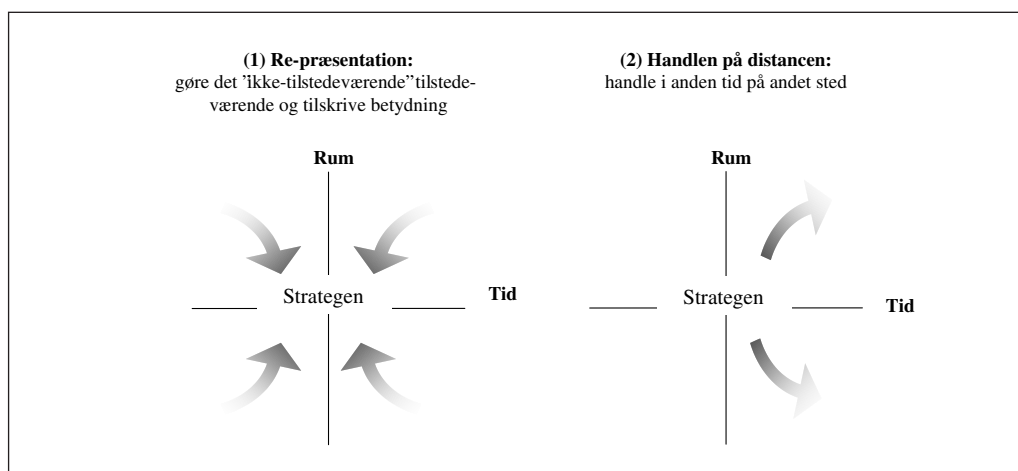 (1) Re-præsentation:
gøre det ”ikke-tilstedeværende” tilstede-
værende og tilskrive betydning
Rum
Strategen
Tid
(2) Handlen på distancen:
handle i anden tid på andet sted
Rum
Strategen
Tid